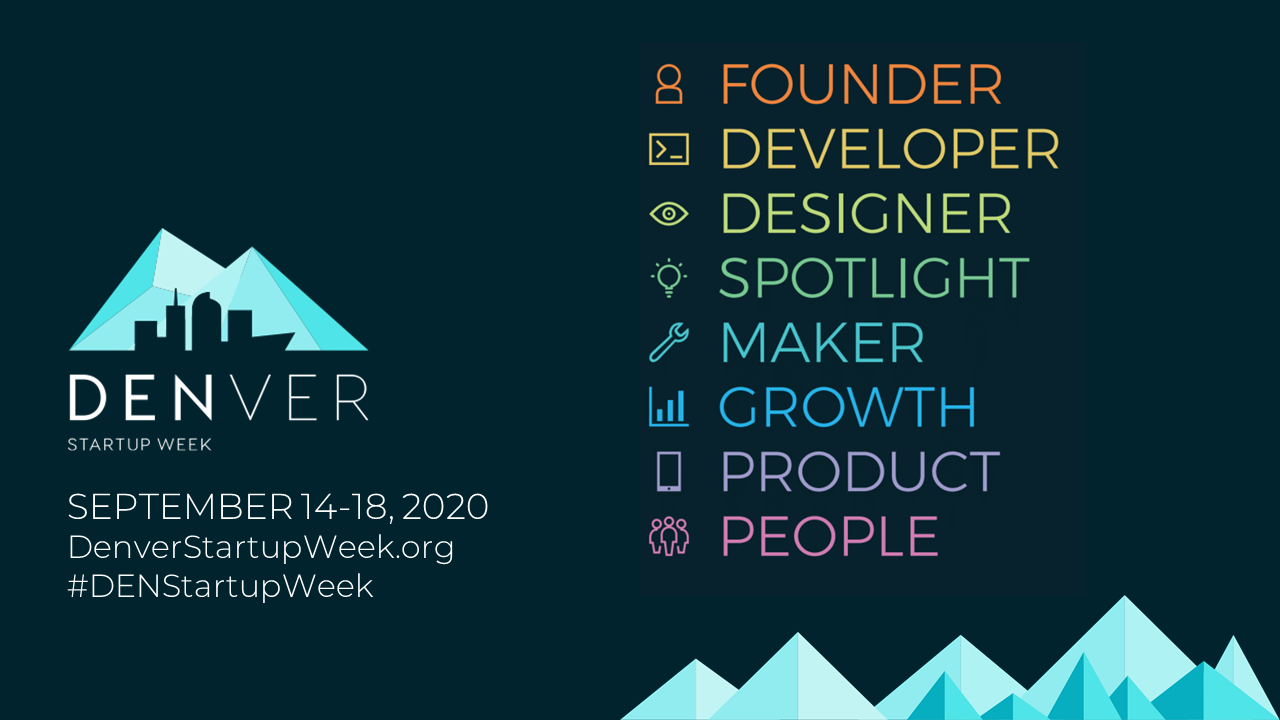 DENVER
STARTUP WEEK
SEPTEMBER 14-18, 2020
DenverStartupWeek.org
#DENStartupWeek
FOUNDER
DEVELOPER
DESIGNER
SPOTLIGHT
MAKER
GROWTH
PRODUCT
PEOPLE